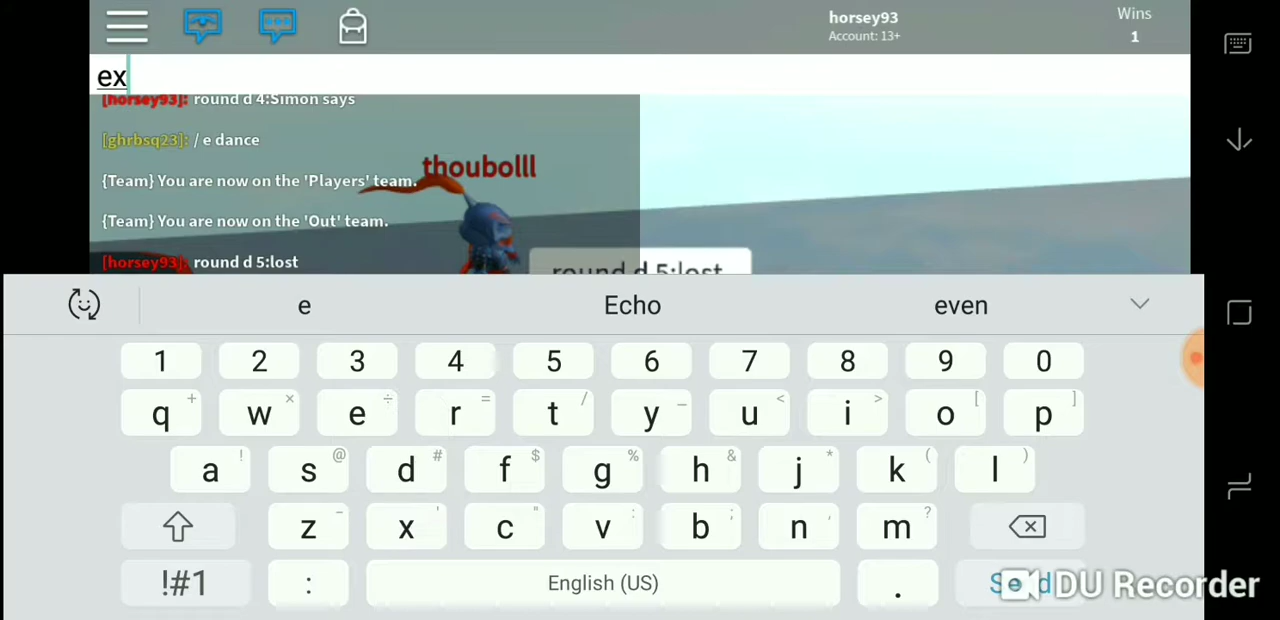 horsey93
Account: 13+
Wins
1
ex
[horsey93]: round d 4:Simon says
[ghrbsq23]: / e dance
{Team} You are now on the 'Players' team.
{Team} You are now on the 'Out' team.
[horsey93]: round d 5:lost
thoubolll
round d 5:lost
e Echo even
1 2 3 4 5 6 7 8 9 0
q + w × e ÷ r = t / y _ u < i > o [ p ]
a ! s @ d # f $ g % h & j * k ( l )
z - x ' c " v : b ; n , m ?
!#1 : English (US) . Send
DU Recorder